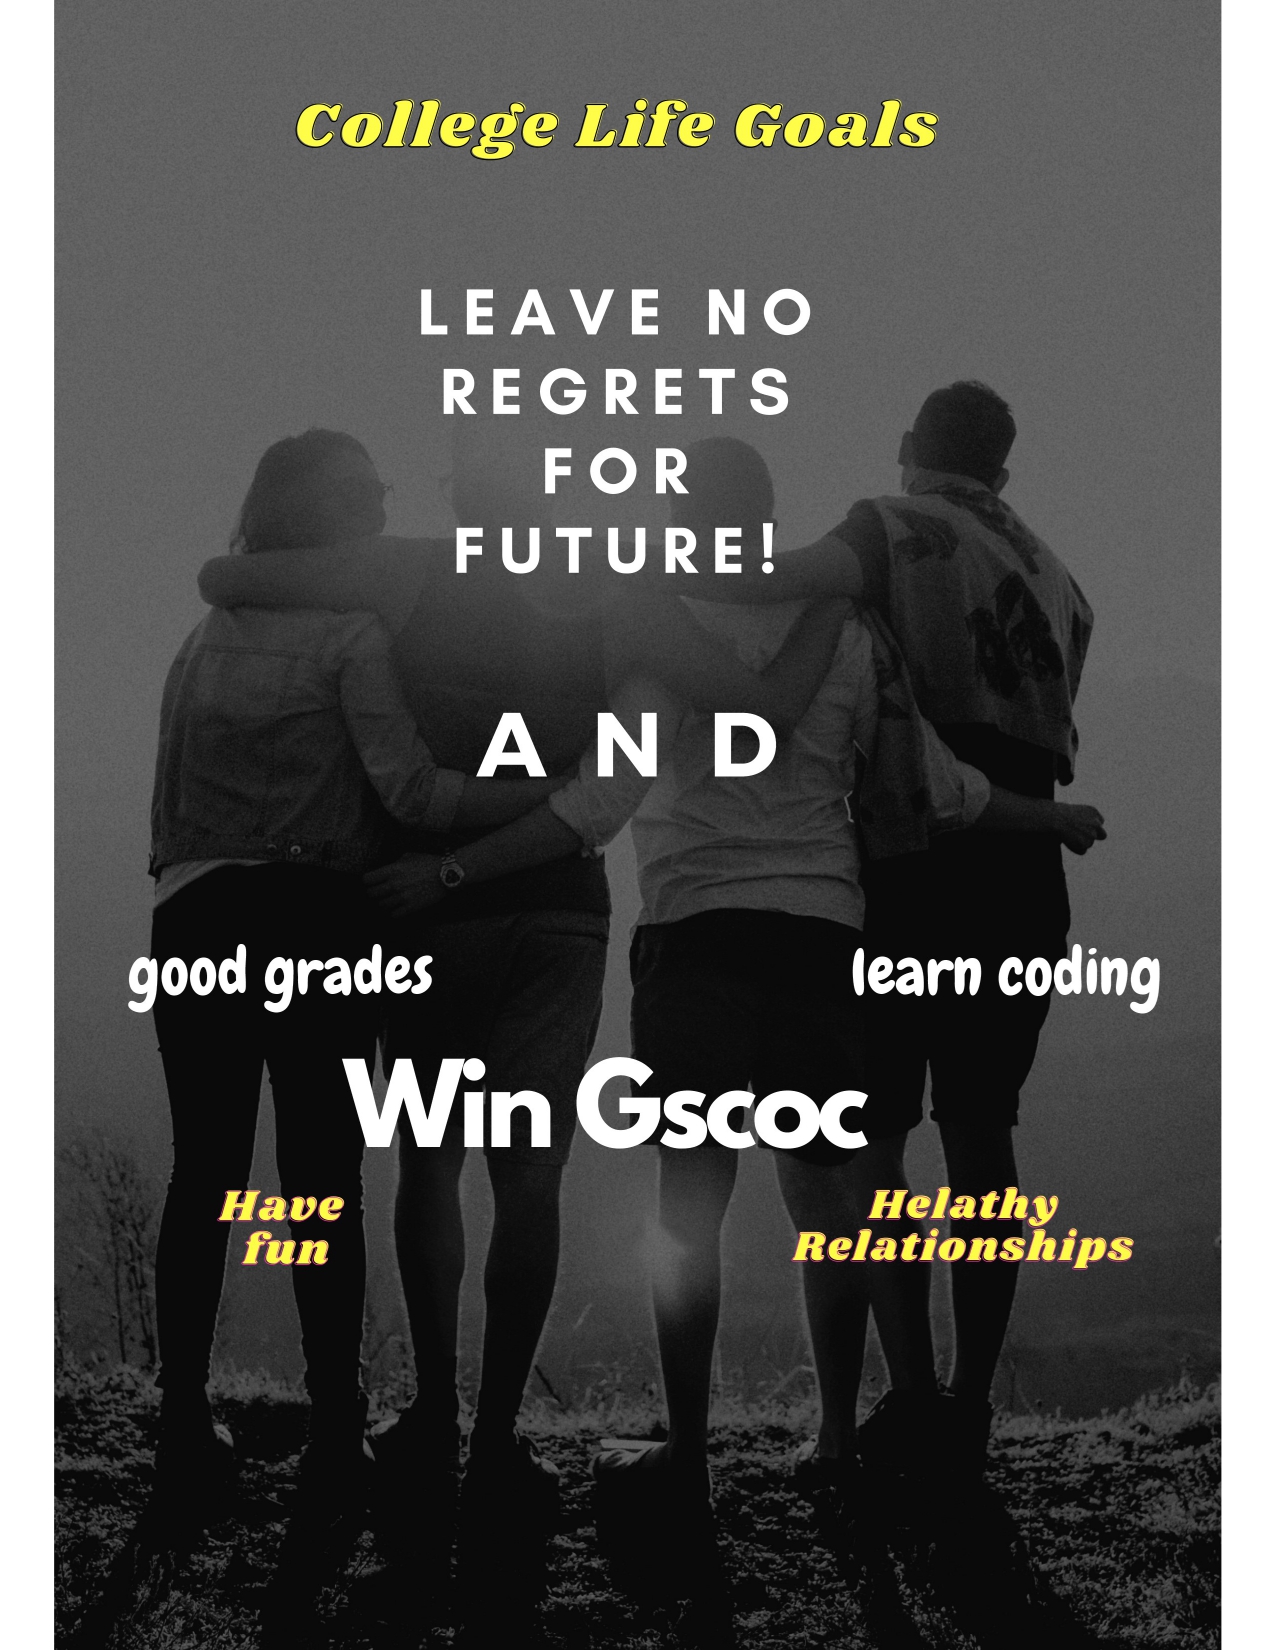 College Life Goals
LEAVE NO
REGRETS
FOR
FUTURE!
AND
good grades
learn coding
Win Gscoc
Have
fun
Helathy
Relationships